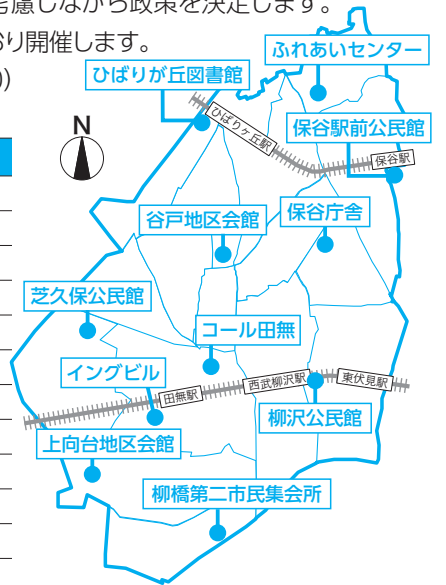 考慮しながら政策を決定します。
おり開催します。
)
ふれあいセンター
ひばりが丘図書館
ひばりヶ丘駅
保谷駅前公民館
保谷駅
N
谷戸地区会館
保谷庁舎
芝久保公民館
コール田無
イングビル
田無駅
西武柳沢駅
東伏見駅
柳沢公民館
上向台地区会館
柳橋第二市民集会所